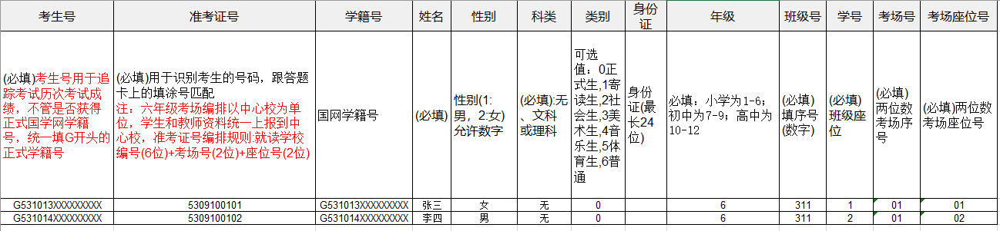 考生号 准考证号 学籍号 姓名 性别 科类 类别 身份证 年级 班级号 学号 考场号 考场座位号
(必填)考生号用于追
踪考试历次考试成
绩，不管是否获得
正式国学网学籍
号，统一填G开头的
正式学籍号
(必填)用于识别考生的号码，跟答题
卡上的填涂号匹配
注：六年级考场编排以中心校为单
位，学生和教师资料统一上报到中
心校，准考证号编排规则:就读学校
编号(6位)+考场号(2位)+座位号(2位)
国网学籍号
(必填)
性别(1:
男，2:女)
允许数字
(必填):无
、文科
或理科
可选
值：0正
式生,1寄
读生,2社
会生,3美
术生,4音
乐生,5体
育生,6普
通
身份
证(最
长24
位)
必填：小学为1-6；
初中为7-9；高中为
10-12
(必填)
填序号
(数字)
(必填)
班级座
位
(必填)
两位数
考场序
号
(必填)两位数
考场座位号
G531013XXXXXXXXX 5309100101 G531013XXXXXXXXX 张三 女 无 0 6 311 1 01 01
G531014XXXXXXXXX 5309100102 G531014XXXXXXXXX 李四 男 无 0 6 311 2 01 02